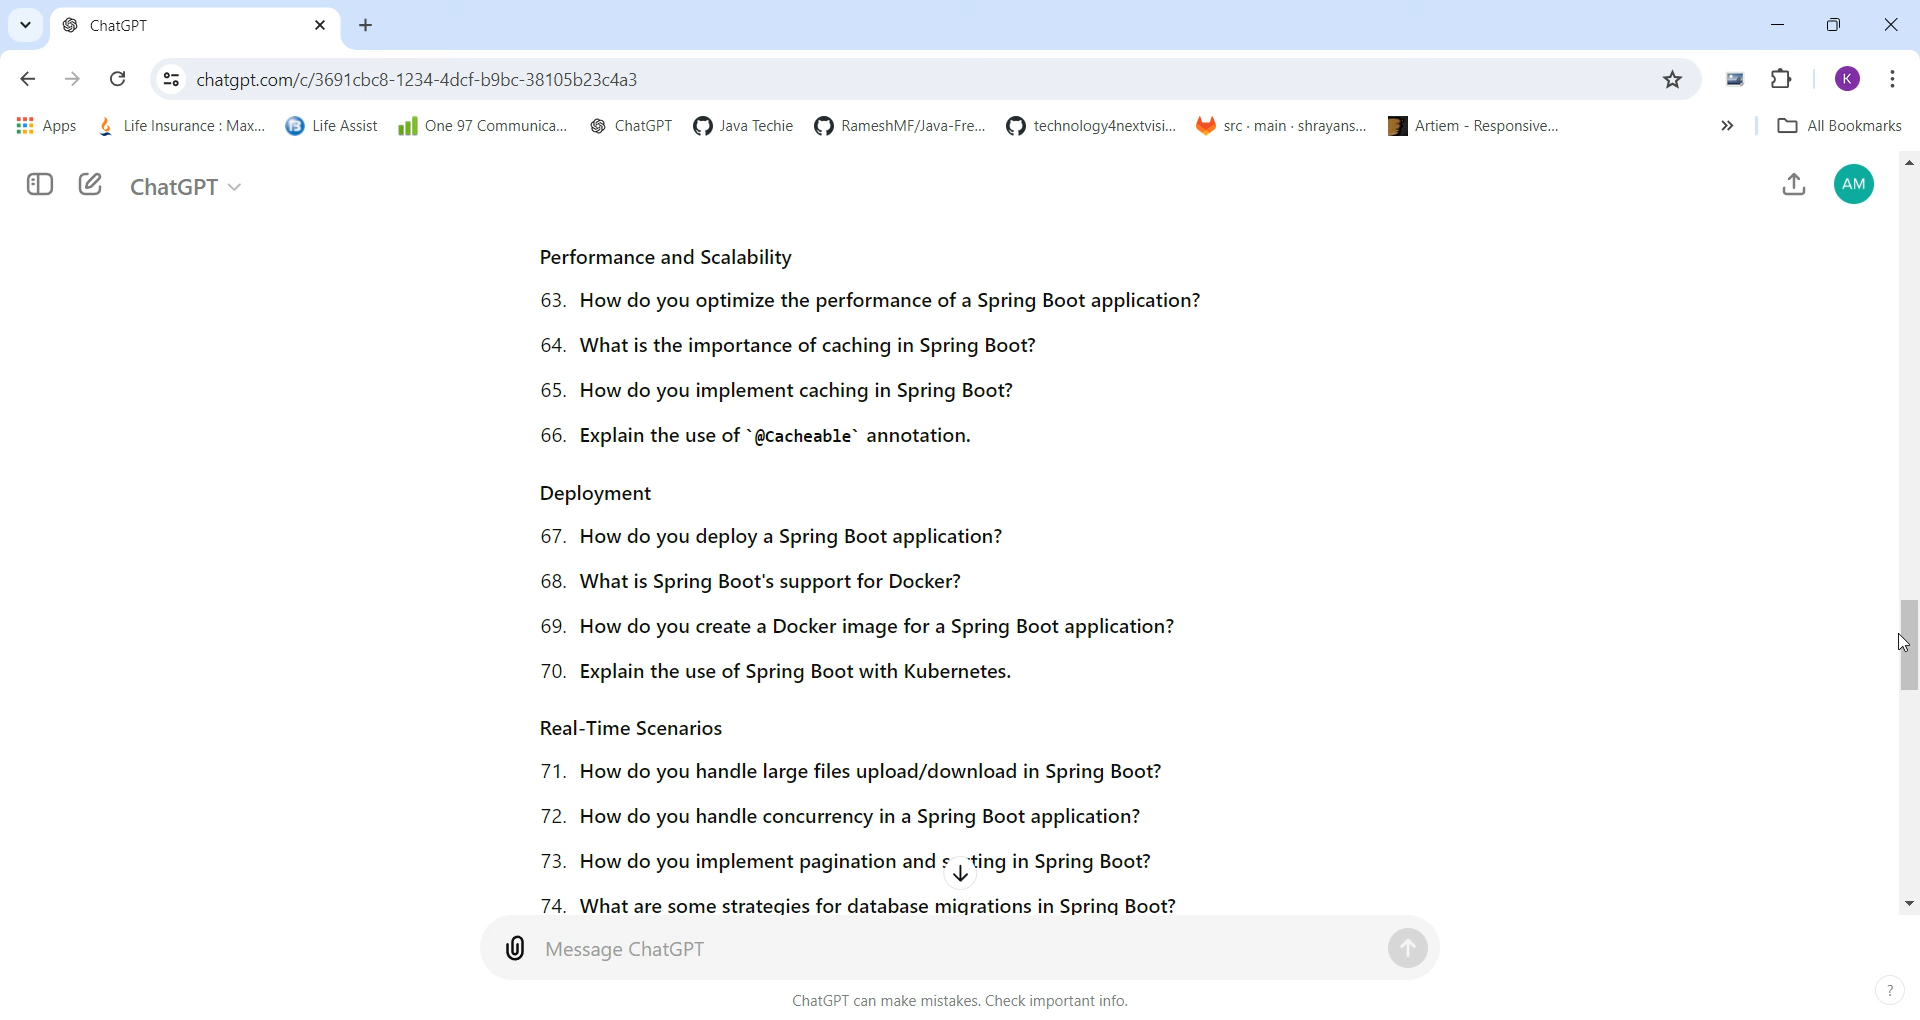 ChatGPT
chatgpt.com/c/3691cbc8-1234-4dcf-b9bc-38105b23c4a3
K
Apps Life Insurance : Max... Life Assist One 97 Communica... ChatGPT Java Techie RameshMF/Java-Fre... technology4nextvisi... src · main · shrayans... Artiem - Responsive... » All Bookmarks
ChatGPT
AM
Performance and Scalability
63. How do you optimize the performance of a Spring Boot application?
64. What is the importance of caching in Spring Boot?
65. How do you implement caching in Spring Boot?
66. Explain the use of `@Cacheable` annotation.
Deployment
67. How do you deploy a Spring Boot application?
68. What is Spring Boot's support for Docker?
69. How do you create a Docker image for a Spring Boot application?
70. Explain the use of Spring Boot with Kubernetes.
Real-Time Scenarios
71. How do you handle large files upload/download in Spring Boot?
72. How do you handle concurrency in a Spring Boot application?
73. How do you implement pagination and sorting in Spring Boot?
74. What are some strategies for database migrations in Spring Boot?
Message ChatGPT
ChatGPT can make mistakes. Check important info.
?